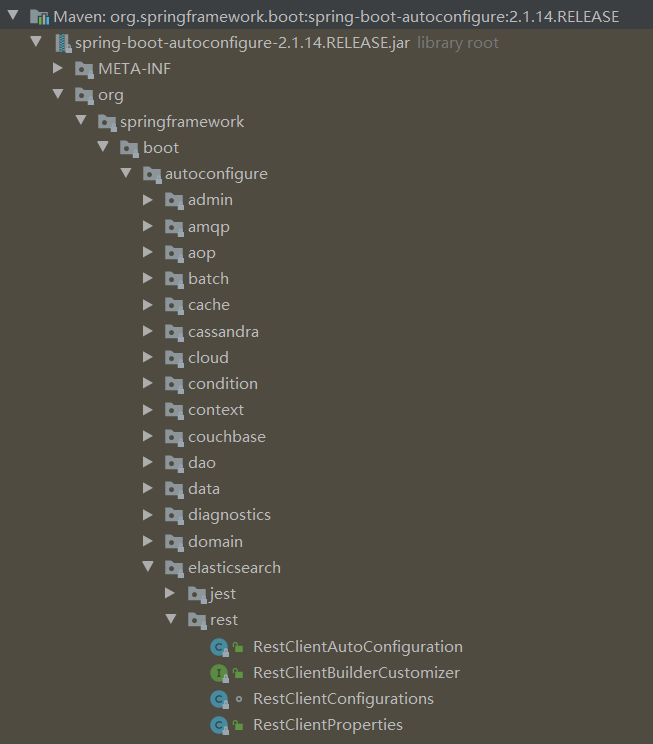 Maven: org.springframework.boot:spring-boot-autoconfigure:2.1.14.RELEASE
spring-boot-autoconfigure-2.1.14.RELEASE.jar library root
META-INF
org
springframework
boot
autoconfigure
admin
amqp
aop
batch
cache
cassandra
cloud
condition
context
couchbase
dao
data
diagnostics
domain
elasticsearch
jest
rest
C RestClientAutoConfiguration
I RestClientBuilderCustomizer
C RestClientConfigurations
C RestClientProperties